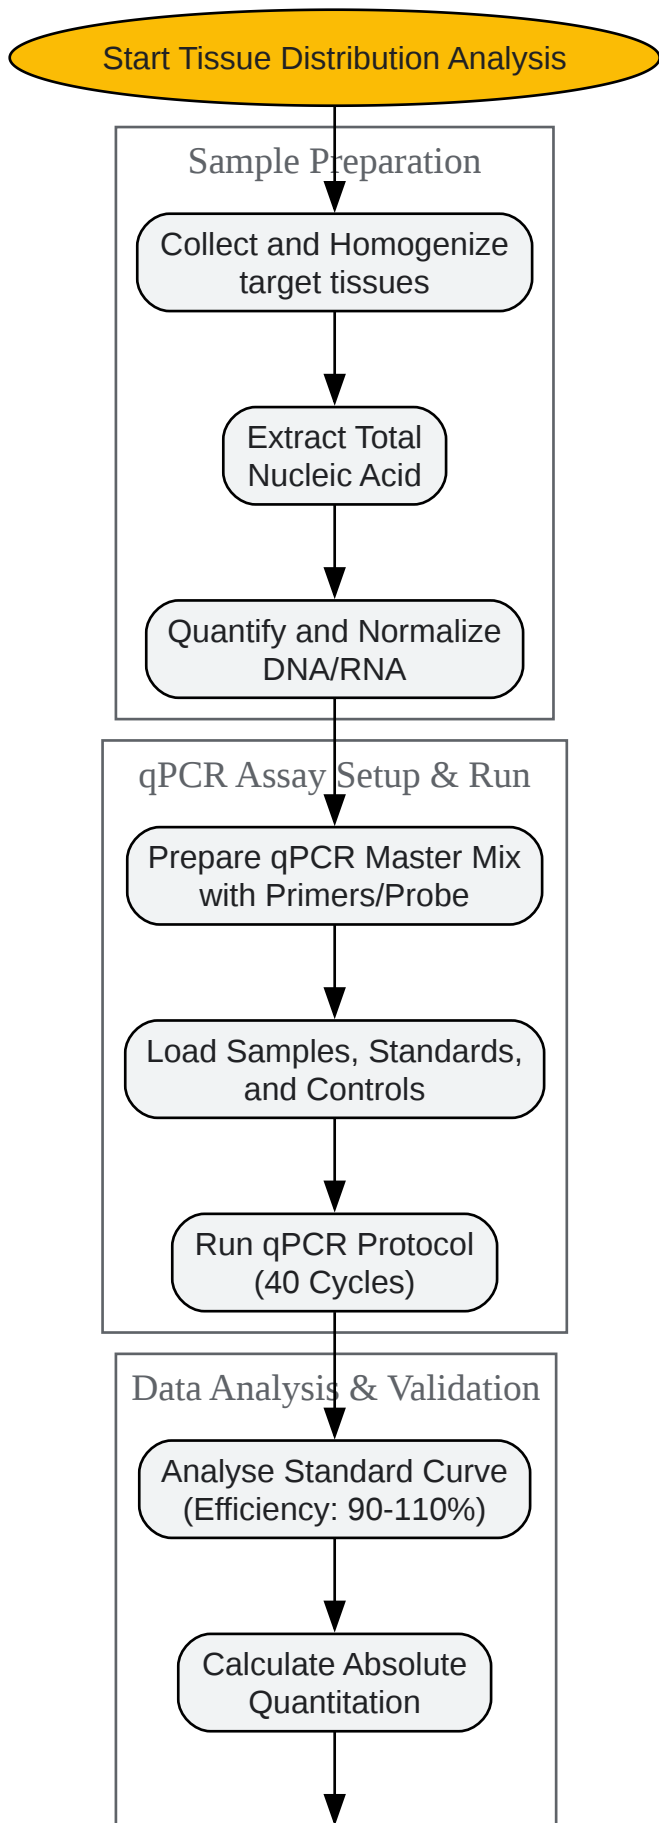 Start Tissue Distribution Analysis
Sample Preparation
Collect and Homogenize
target tissues
Extract Total
Nucleic Acid
Quantify and Normalize
DNA/RNA
qPCR Assay Setup & Run
Prepare qPCR Master Mix
with Primers/Probe
Load Samples, Standards,
and Controls
Run qPCR Protocol
(40 Cycles)
Data Analysis & Validation
Analyse Standard Curve
(Efficiency: 90-110%)
Calculate Absolute
Quantitation